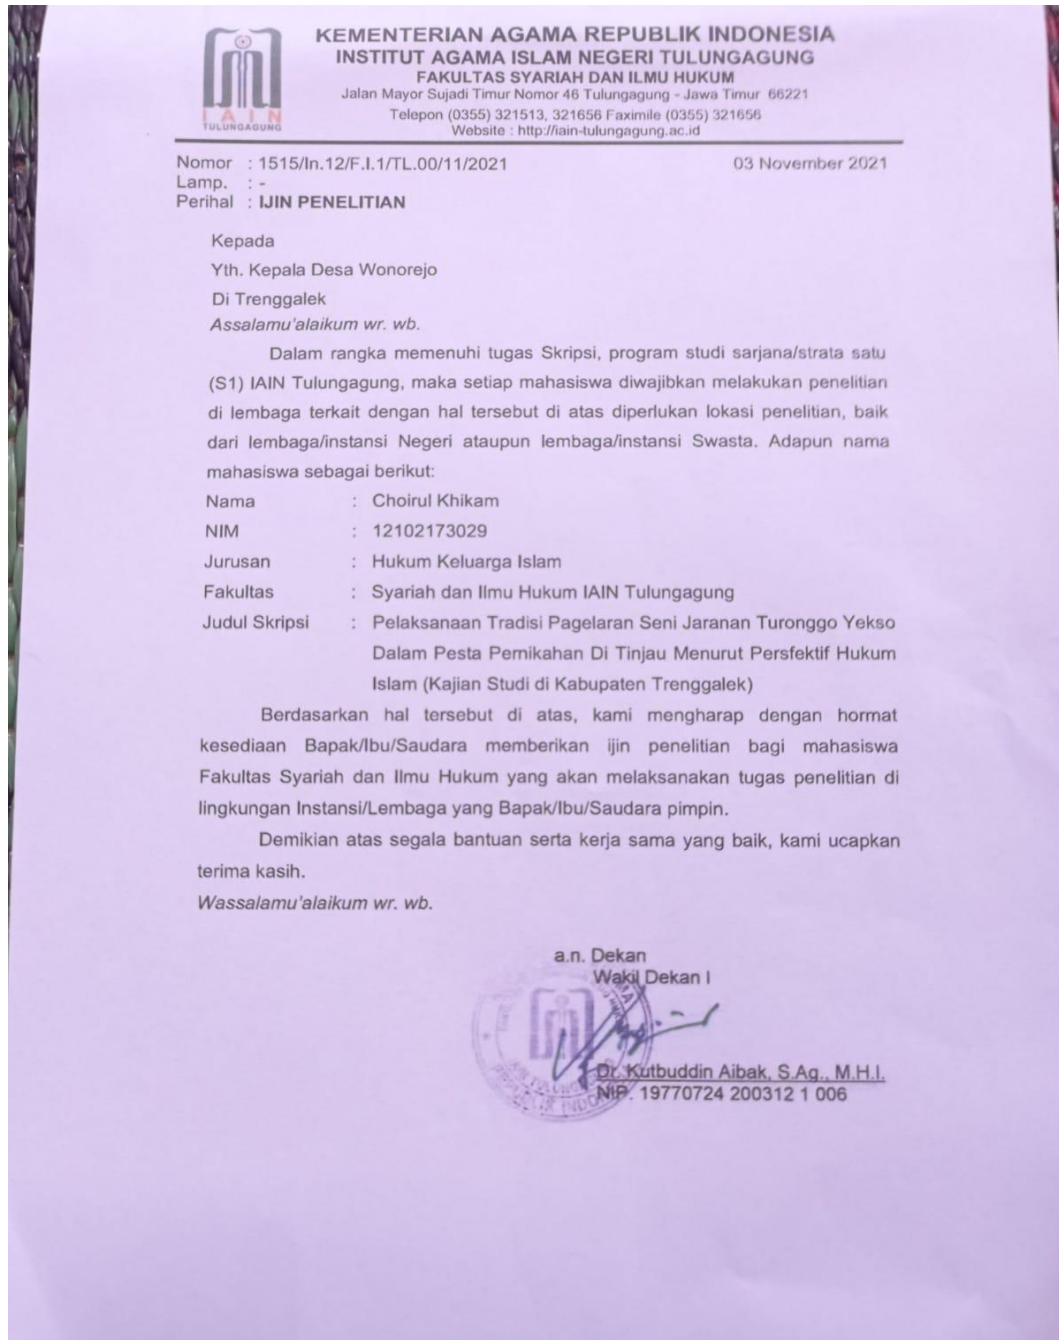 KEMENTERIAN AGAMA REPUBLIK INDONESIA
INSTITUT AGAMA ISLAM NEGERI TULUNGAGUNG
FAKULTAS SYARIAH DAN ILMU HUKUM
Jalan Mayor Sujadi Timur Nomor 46 Tulungagung - Jawa Timur 66221
Telepon (0355) 321513, 321656 Faximile (0355) 321656
Website : http://iain-tulungagung.ac.id
IAIN
TULUNGAGUNG
Nomor : 1515/In.12/F.I.1/TL.00/11/2021 03 November 2021
Lamp. : -
Perihal : IJIN PENELITIAN
Kepada
Yth. Kepala Desa Wonorejo
Di Trenggalek
Assalamu'alaikum wr. wb.
Dalam rangka memenuhi tugas Skripsi, program studi sarjana/strata satu
(S1) IAIN Tulungagung, maka setiap mahasiswa diwajibkan melakukan penelitian
di lembaga terkait dengan hal tersebut di atas diperlukan lokasi penelitian, baik
dari lembaga/instansi Negeri ataupun lembaga/instansi Swasta. Adapun nama
mahasiswa sebagai berikut:
Nama : Choirul Khikam
NIM : 12102173029
Jurusan : Hukum Keluarga Islam
Fakultas : Syariah dan Ilmu Hukum IAIN Tulungagung
Judul Skripsi : Pelaksanaan Tradisi Pagelaran Seni Jaranan Turonggo Yekso
Dalam Pesta Pernikahan Di Tinjau Menurut Persfektif Hukum
Islam (Kajian Studi di Kabupaten Trenggalek)
Berdasarkan hal tersebut di atas, kami mengharap dengan hormat
kesediaan Bapak/Ibu/Saudara memberikan ijin penelitian bagi mahasiswa
Fakultas Syariah dan Ilmu Hukum yang akan melaksanakan tugas penelitian di
lingkungan Instansi/Lembaga yang Bapak/Ibu/Saudara pimpin.
Demikian atas segala bantuan serta kerja sama yang baik, kami ucapkan
terima kasih.
Wassalamu'alaikum wr. wb.
a.n. Dekan
Wakil Dekan I
Dr. Kutbuddin Aibak, S.Ag., M.H.I.
NIP. 19770724 200312 1 006